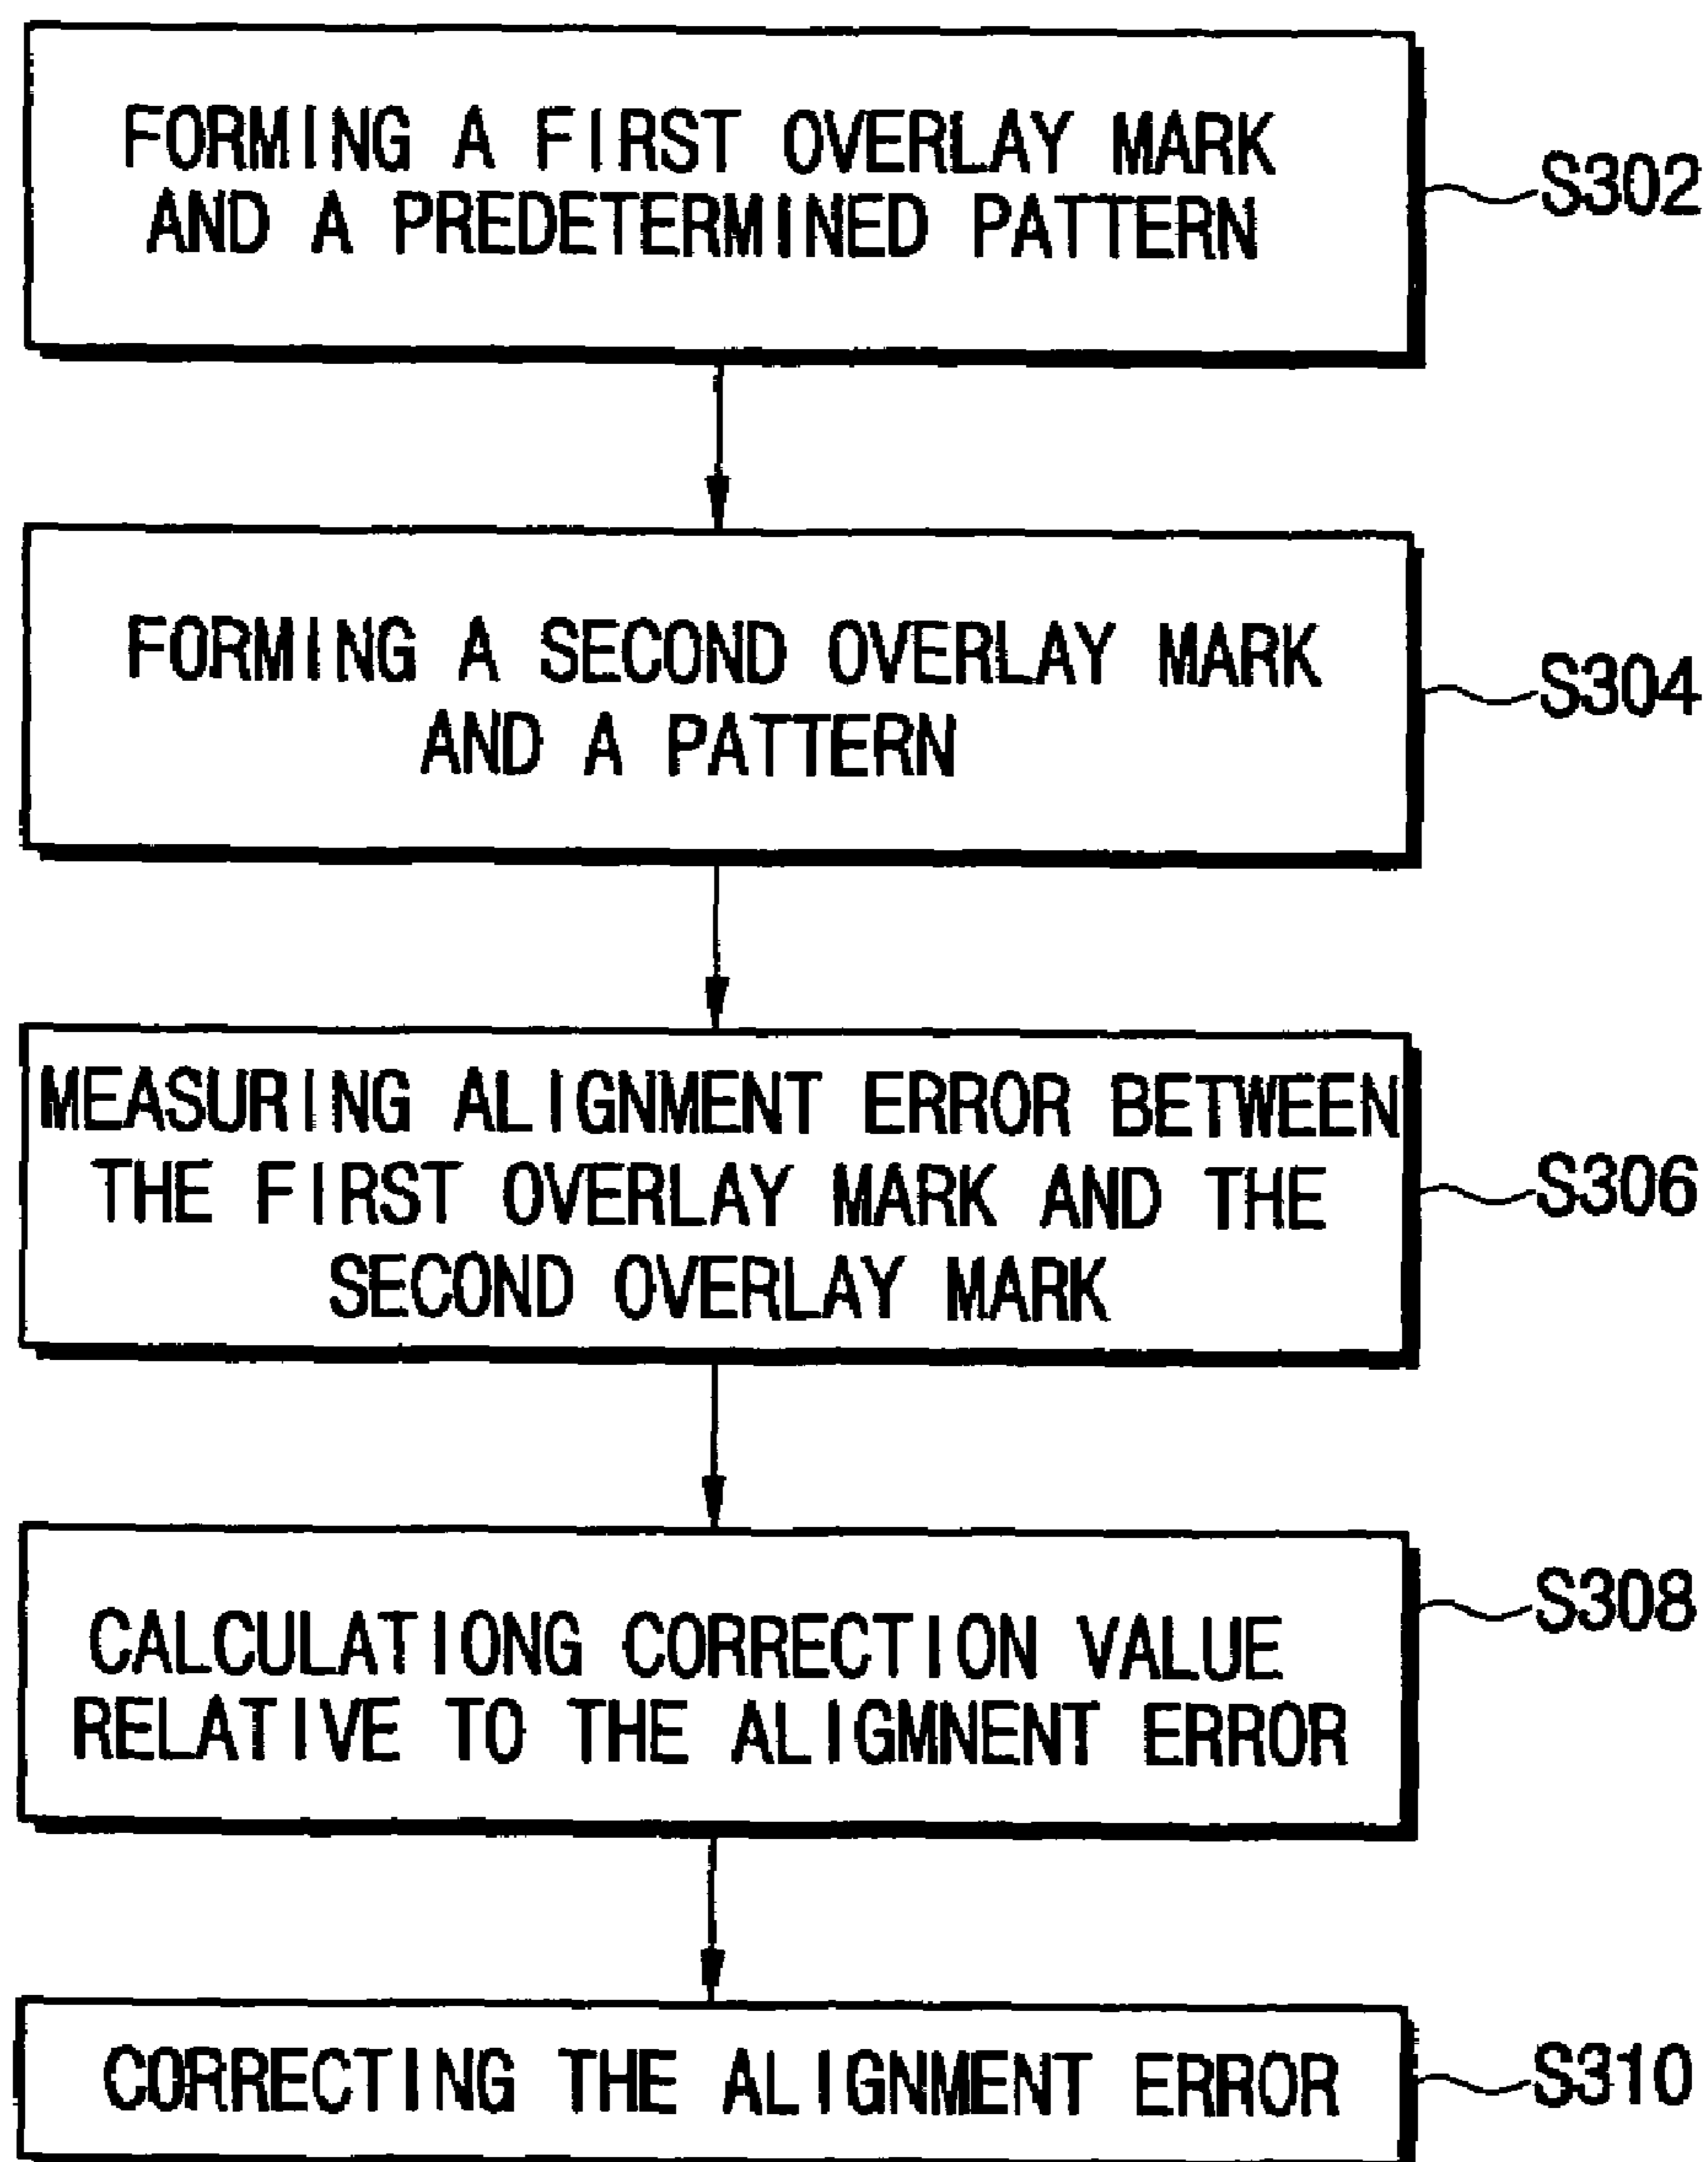 FORMING A FIRST OVERLAY MARK
AND A PREDETERMINED PATTERN
S302
FORMING A SECOND OVERLAY MARK
AND A PATTERN
S304
MEASURING ALIGNMENT ERROR BETWEEN
THE FIRST OVERLAY MARK AND THE
SECOND OVERLAY MARK
S306
CALCULATIONG CORRECTION VALUE
RELATIVE TO THE ALIGMNENT ERROR
S308
CORRECTING THE ALIGNMENT ERROR
S310